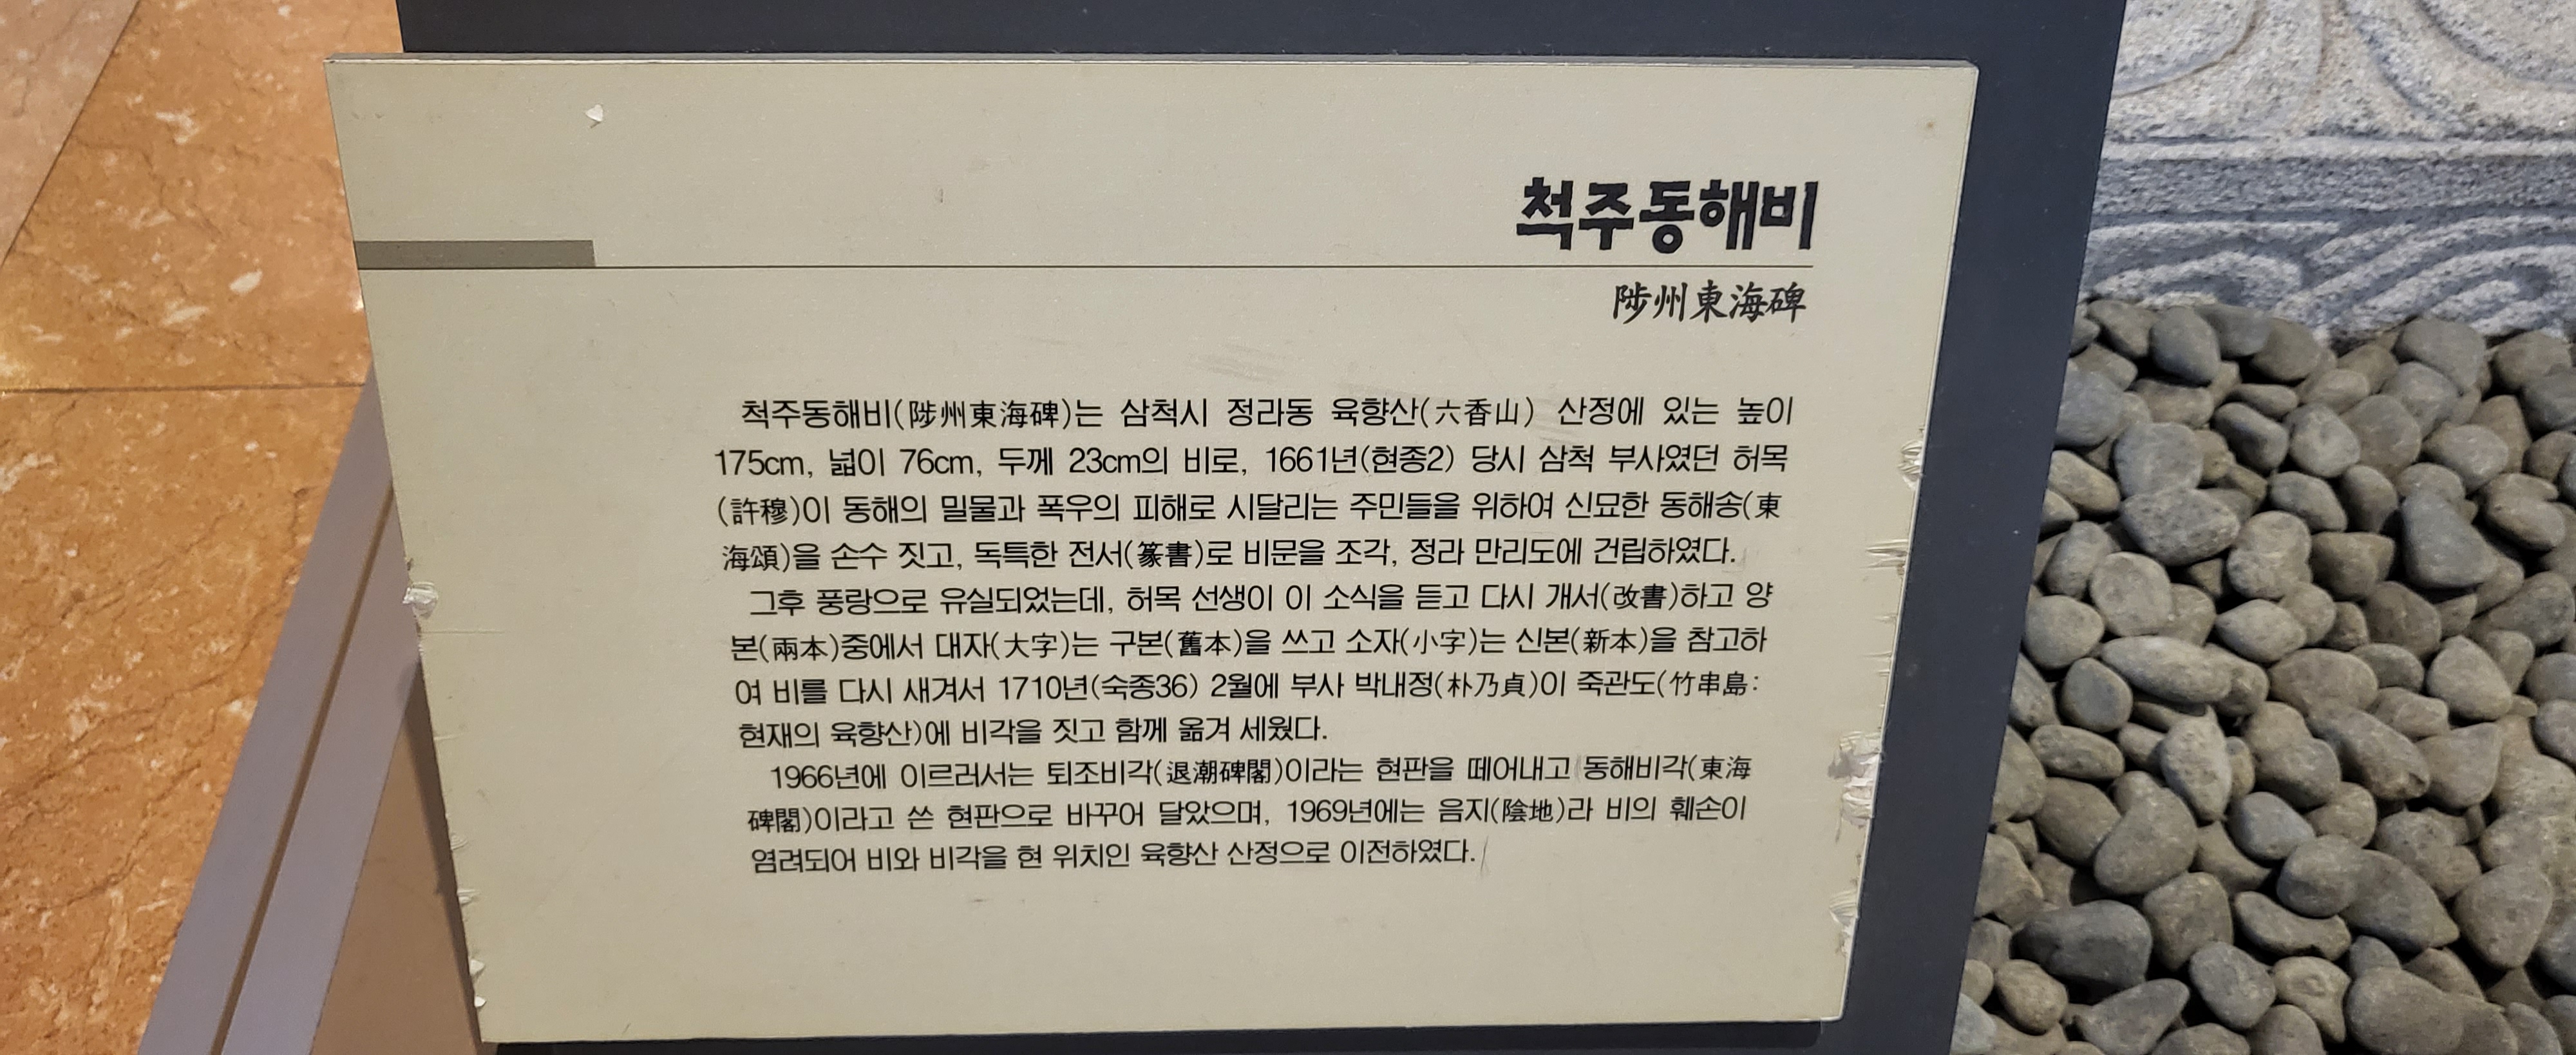 척주동해비
陟州東海碑
척주동해비(陟州東海碑)는 삼척시 정라동 육향산(六香山) 산정에 있는 높이
175cm, 넓이 76cm, 두께 23cm의 비로, 1661년(현종2) 당시 삼척 부사였던 허목
(許穆)이 동해의 밀물과 폭우의 피해로 시달리는 주민들을 위하여 신묘한 동해송(東
海頌)을 손수 짓고, 독특한 전서(篆書)로 비문을 조각, 정라 만리도에 건립하였다.
그후 풍랑으로 유실되었는데, 허목 선생이 이 소식을 듣고 다시 개서(改書)하고 양
본(兩本)중에서 대자(大字)는 구본(舊本)을 쓰고 소자(小字)는 신본(新本)을 참고하
여 비를 다시 새겨서 1710년(숙종36) 2월에 부사 박내정(朴乃貞)이 죽관도(竹串島:
현재의 육향산)에 비각을 짓고 함께 옮겨 세웠다.
1966년에 이르러서는 퇴조비각(退潮碑閣)이라는 현판을 떼어내고 동해비각(東海
碑閣)이라고 쓴 현판으로 바꾸어 달았으며, 1969년에는 음지(陰地)라 비의 훼손이
염려되어 비와 비각을 현 위치인 육향산 산정으로 이전하였다.